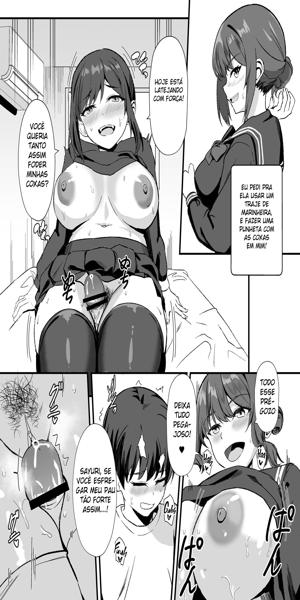 HOJE ESTÁ
LATEJANDO
COM FORÇA!
VOCÊ
QUERIA
TANTO
ASSIM
FODER
MINHAS
COXAS?
EU PEDI PRA
ELA USAR UM
TRAJE DE
MARINHEIRA,
E FAZER UMA
PUNHETA COM
AS COXAS
EM MIM!
TODO
ESSE
PRÉ-
GOZO
DEIXA
TUDO
PEGA-
JOSO!
♥
SAYURI, SE
VOCÊ ESFRE-
GAR MEU PAU
TÃO FORTE
ASSIM...!